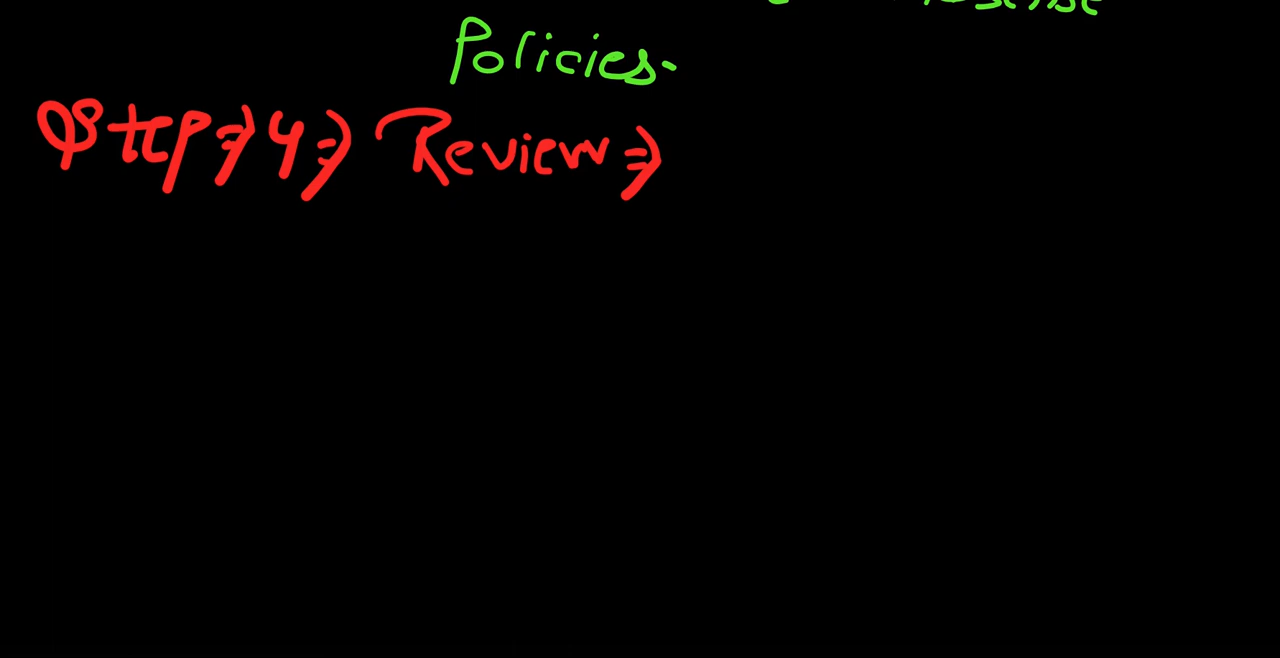 Policies.
Step ⇒ 4 ⇒ Review ⇒